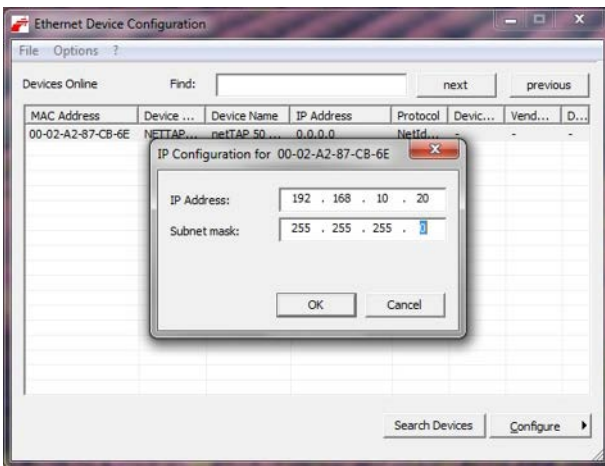 Ethernet Device Configuration
File Options ?
Devices Online Find: next previous
MAC Address Device ... Device Name IP Address Protocol Devic... Vend... D...
00-02-A2-87-CB-6E NETTAP... netTAP 50 ... 0.0.0.0 NetId... - - -
IP Configuration for 00-02-A2-87-CB-6E
IP Address: 192 . 168 . 10 . 20
Subnet mask: 255 . 255 . 255 . 0
OK Cancel
Search Devices Configure